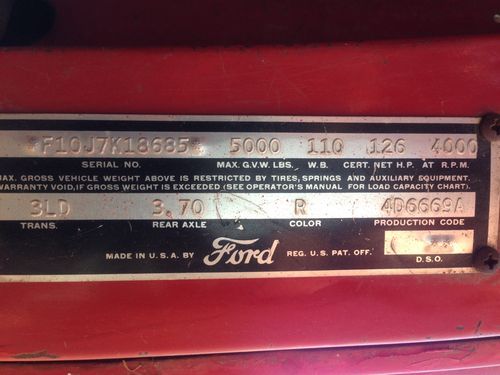 *F10J7K18685* 5000 110 126 4000
SERIAL NO. MAX. G.V.W. LBS. W.B. CERT. NET H.P. AT R.P.M.
MAX. GROSS VEHICLE WEIGHT ABOVE IS RESTRICTED BY TIRES, SPRINGS AND AUXILIARY EQUIPMENT.
WARRANTY VOID, IF GROSS WEIGHT IS EXCEEDED (SEE OPERATOR'S MANUAL FOR LOAD CAPACITY CHART).
3LD 3.70 R 4D6669A
TRANS. REAR AXLE COLOR PRODUCTION CODE
MADE IN U.S.A. BY Ford REG. U.S. PAT. OFF.
D.S.O.